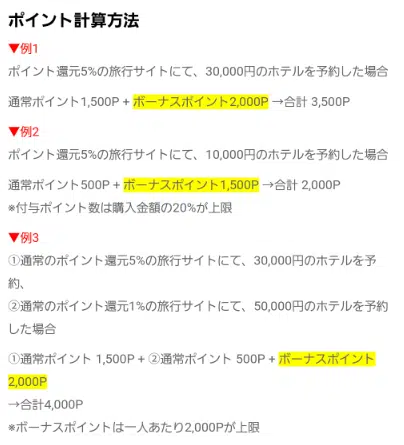 ポイント計算方法
▼例1
ポイント還元5%の旅行サイトにて、30,000円のホテルを予約した場合
通常ポイント1,500P + ボーナスポイント2,000P →合計 3,500P
▼例2
ポイント還元5%の旅行サイトにて、10,000円のホテルを予約した場合
通常ポイント500P + ボーナスポイント1,500P →合計 2,000P
※付与ポイント数は購入金額の20%が上限
▼例3
①通常のポイント還元5%の旅行サイトにて、30,000円のホテルを予
約、
②通常のポイント還元1%の旅行サイトにて、50,000円のホテルを予約
した場合
①通常ポイント 1,500P + ②通常ポイント 500P + ボーナスポイント
2,000P
→合計4,000P
※ボーナスポイントは一人あたり2,000Pが上限